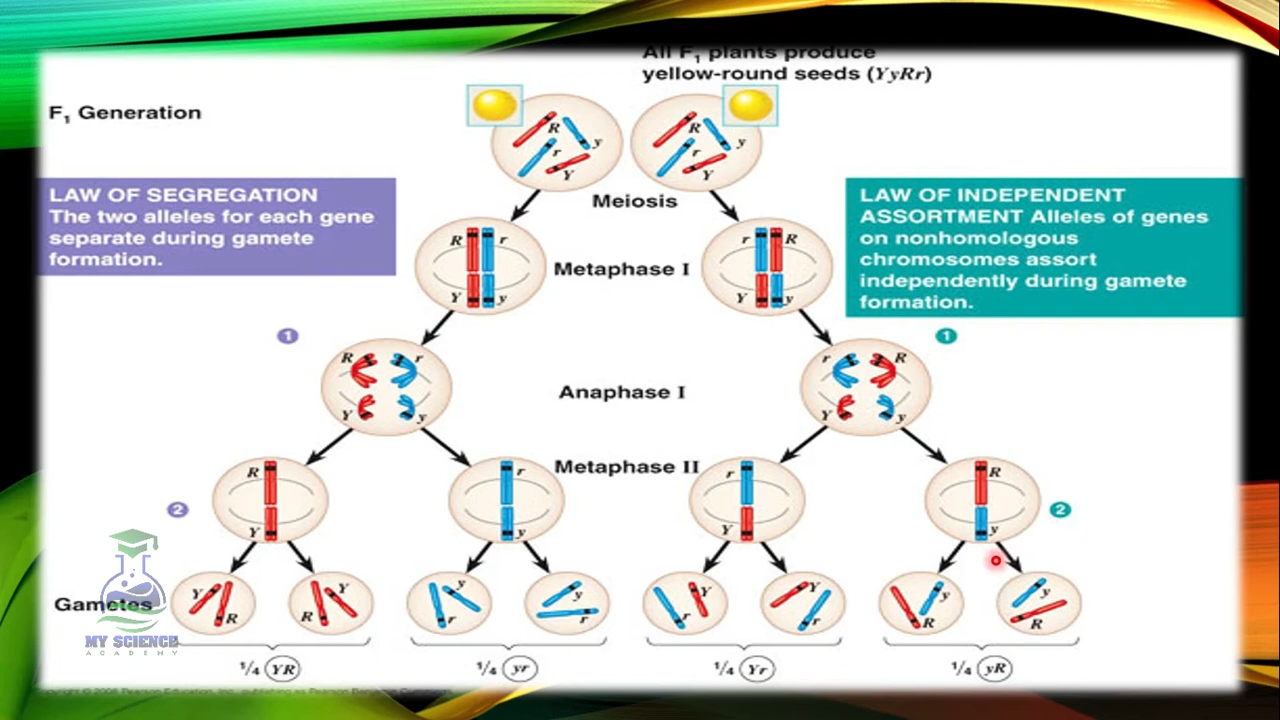 All F1 plants produce
yellow-round seeds (YyRr)
F1 Generation
R
y
r
Y
R
y
r
Y
LAW OF SEGREGATION
The two alleles for each gene
separate during gamete
formation.
Meiosis
LAW OF INDEPENDENT
ASSORTMENT Alleles of genes
on nonhomologous
chromosomes assort
independently during gamete
formation.
R r
Y y
Metaphase I
r R
Y y
1
1
R r
Y y
Anaphase I
r R
Y y
Metaphase II
R
Y
r
y
r
Y
R
y
2
2
Gametes
Y R
R Y
y r
y r
r Y
Y r
R y
y R
MY SCIENCE
ACADEMY
1/4 YR
1/4 yr
1/4 Yr
1/4 yR